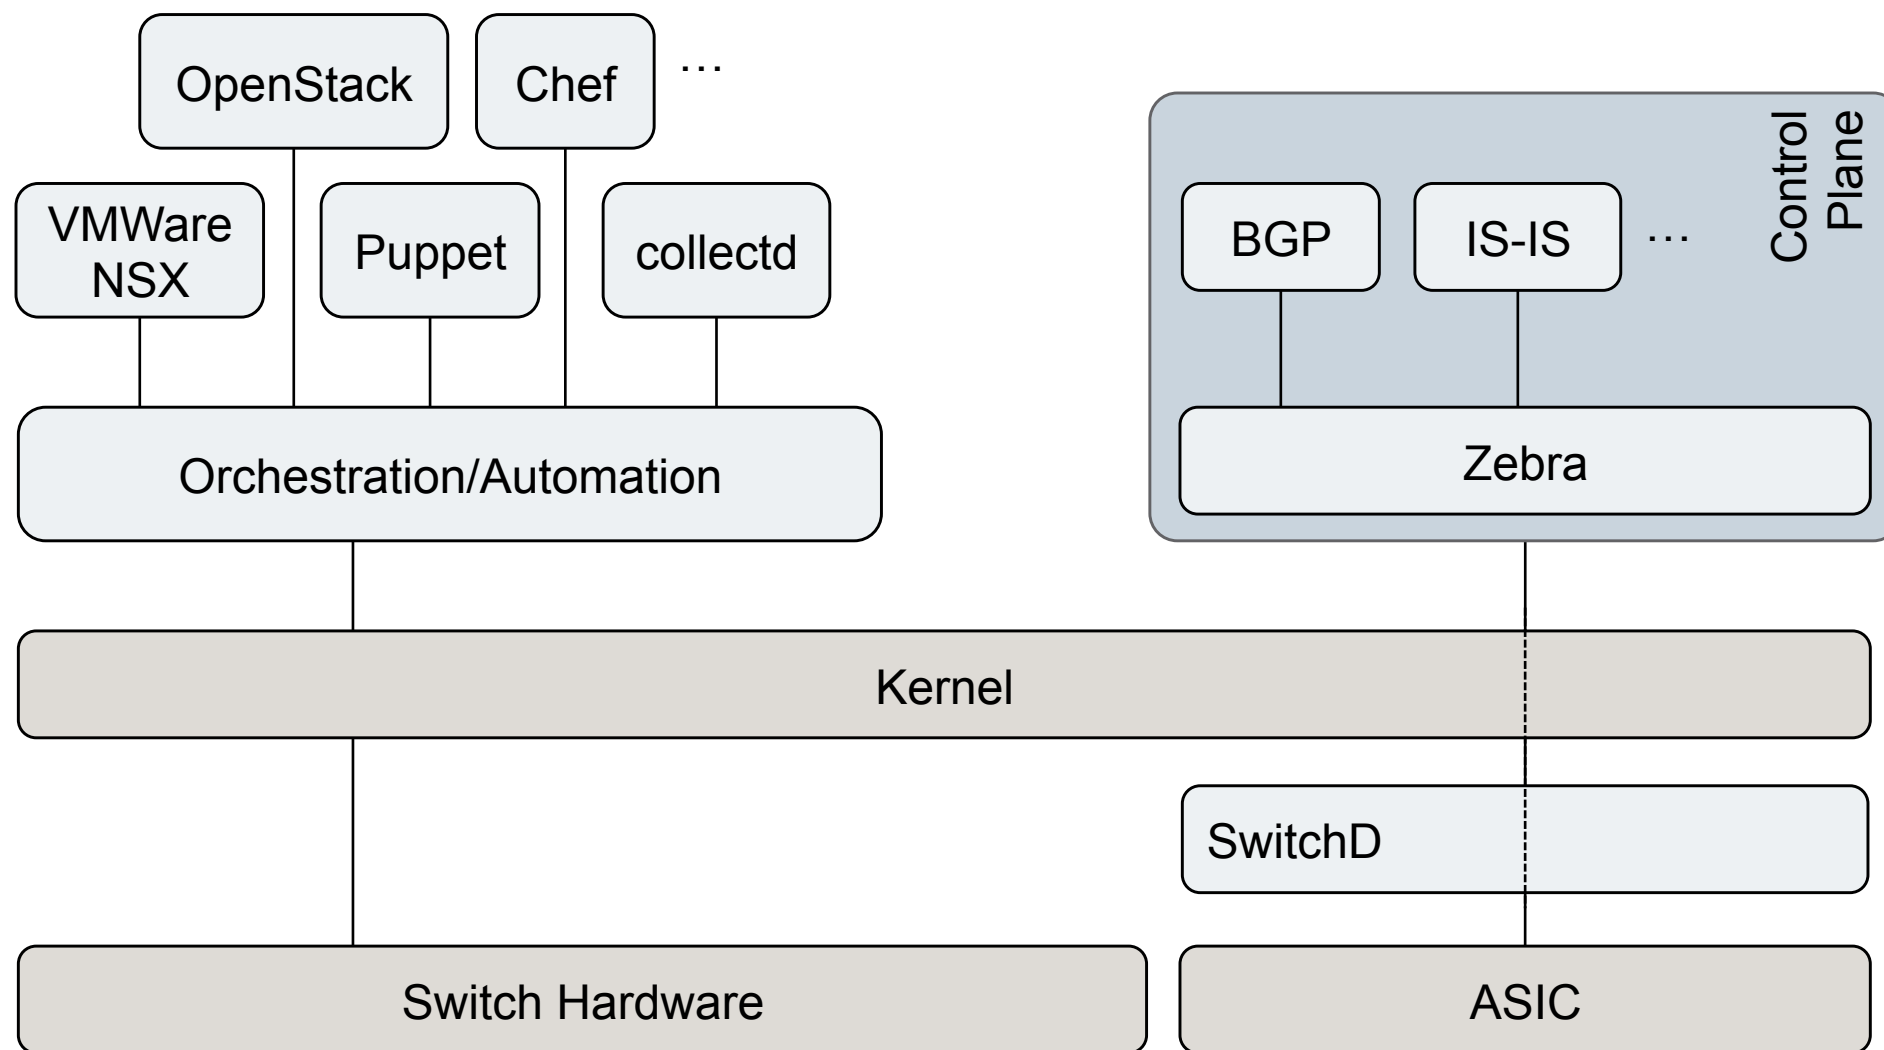 OpenStack
Chef
...
VMWare
NSX
Puppet
collectd
Control
Plane
BGP
IS-IS
...
Orchestration/Automation
Zebra
Kernel
SwitchD
Switch Hardware
ASIC